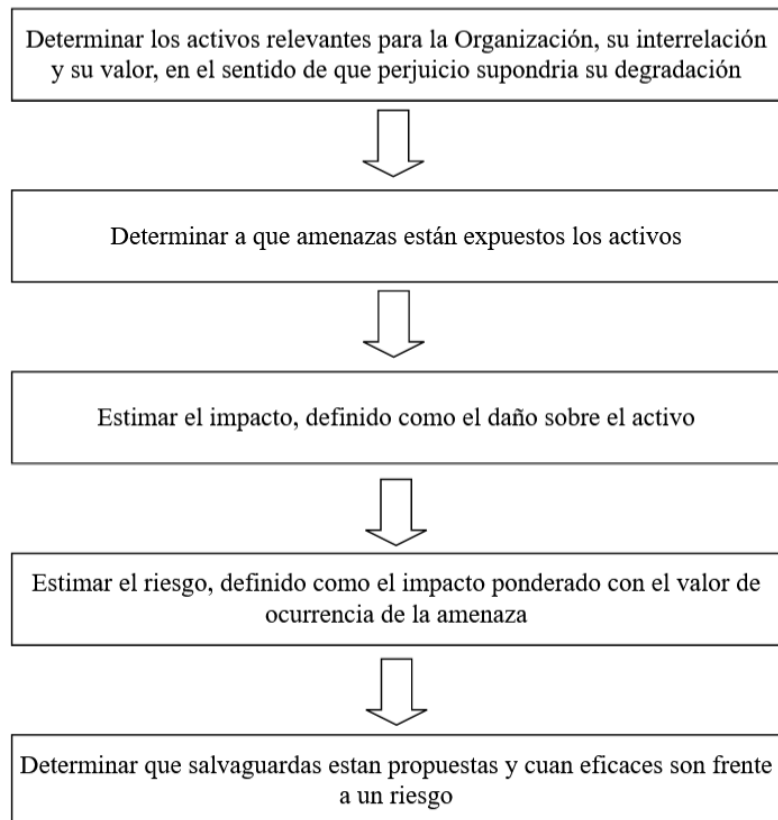 Determinar los activos relevantes para la Organización, su interrelación
y su valor, en el sentido de que perjuicio supondria su degradación
Determinar a que amenazas están expuestos los activos
Estimar el impacto, definido como el daño sobre el activo
Estimar el riesgo, definido como el impacto ponderado con el valor de
ocurrencia de la amenaza
Determinar que salvaguardas estan propuestas y cuan eficaces son frente
a un riesgo